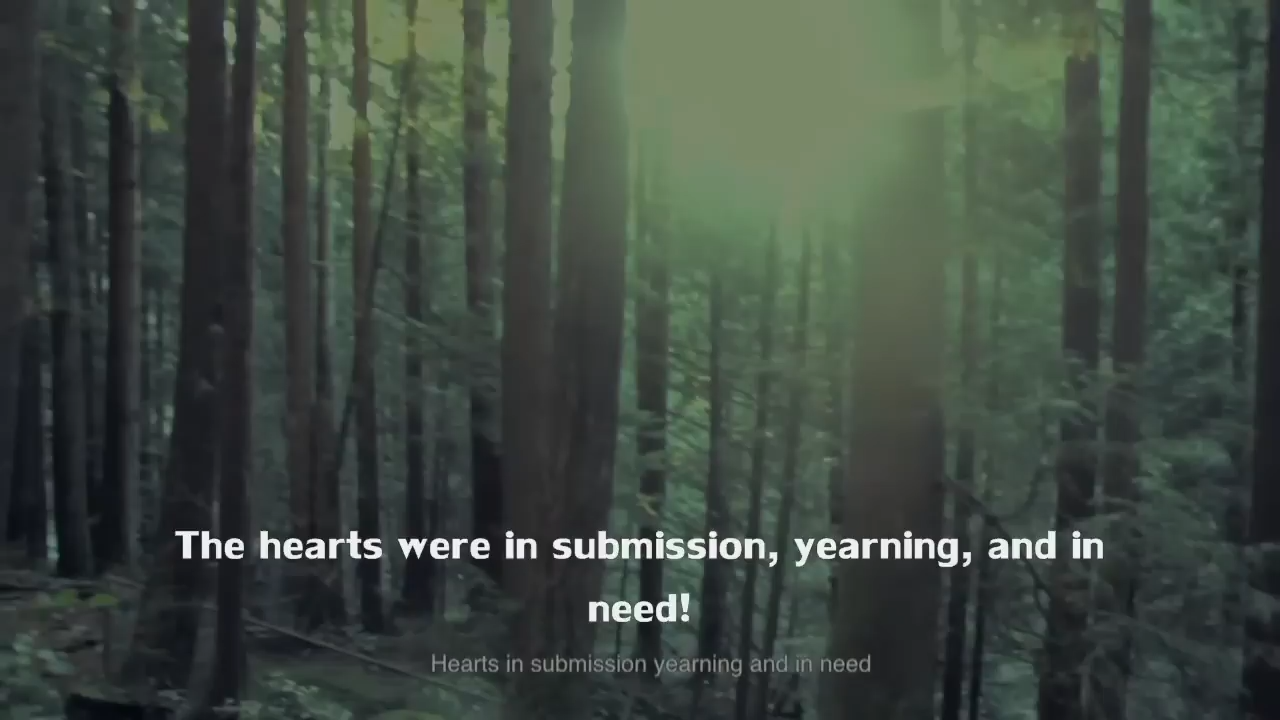 The hearts were in submission, yearning, and in
need!
Hearts in submission yearning and in need